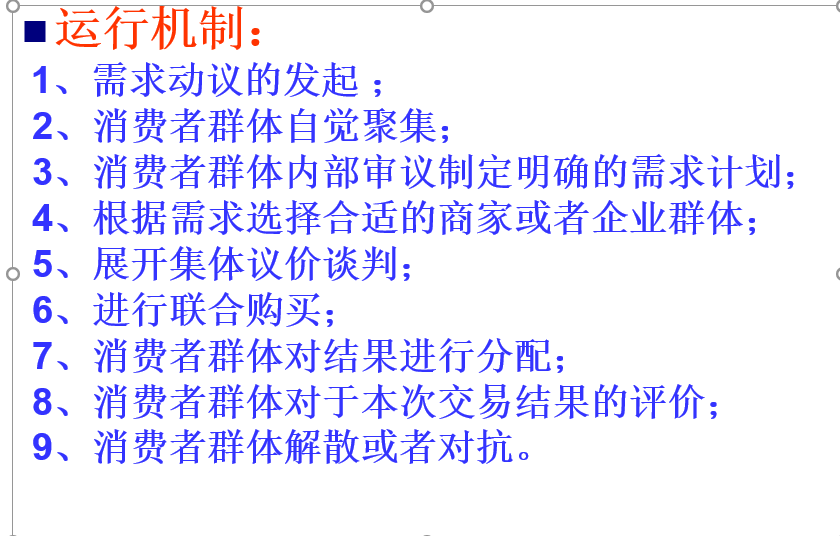 运行机制：
1、需求动议的发起 ；
2、消费者群体自觉聚集；
3、消费者群体内部审议制定明确的需求计划；
4、根据需求选择合适的商家或者企业群体；
5、展开集体议价谈判；
6、进行联合购买；
7、消费者群体对结果进行分配；
8、消费者群体对于本次交易结果的评价；
9、消费者群体解散或者对抗。